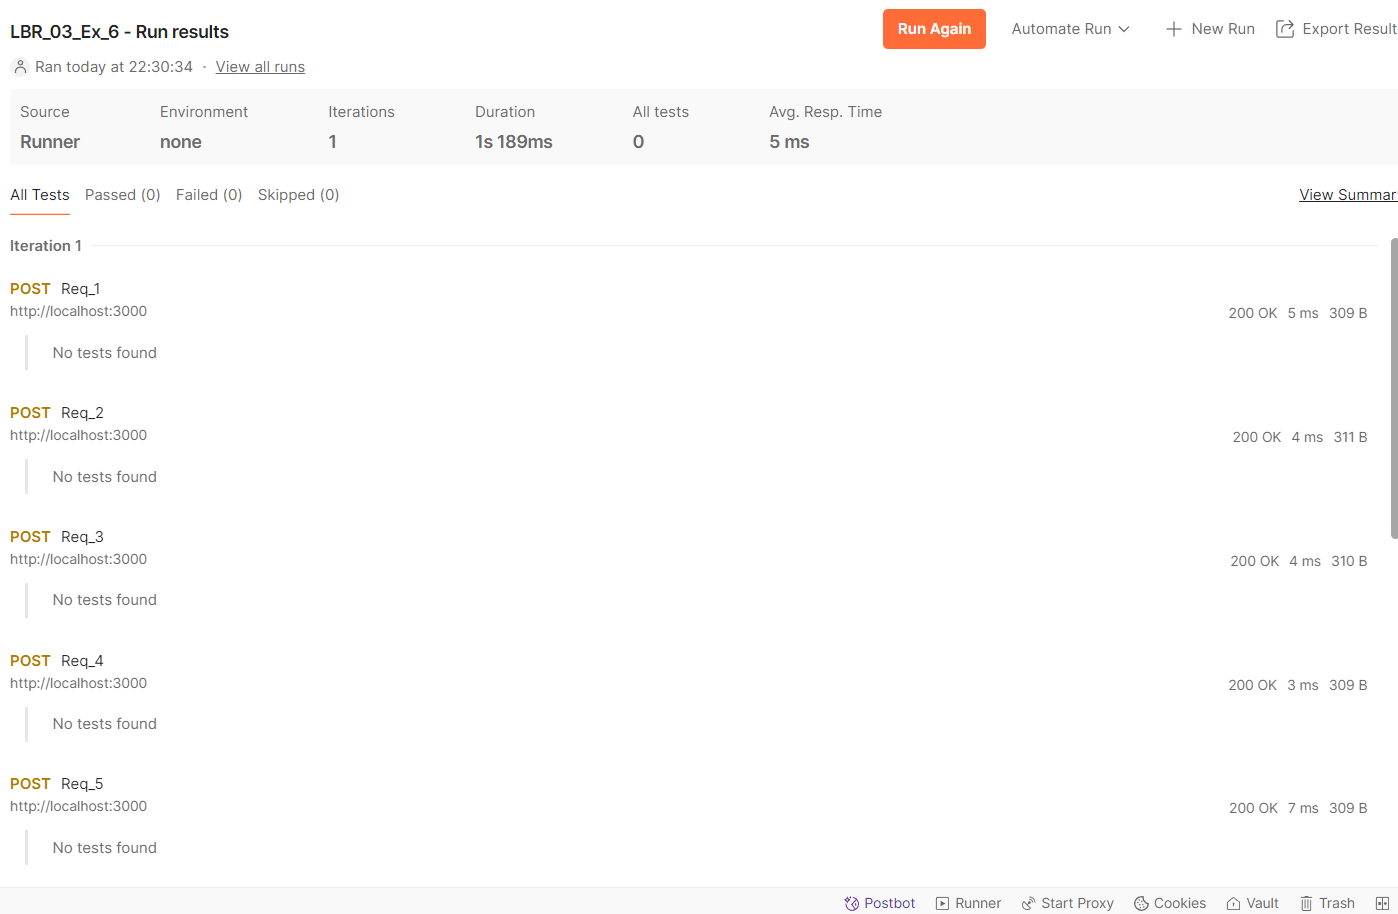 LBR_03_Ex_6 - Run results
Run Again
Automate Run
New Run
Export Result
Ran today at 22:30:34 · View all runs
Source Environment Iterations Duration All tests Avg. Resp. Time
Runner none 1 1s 189ms 0 5 ms
All Tests Passed (0) Failed (0) Skipped (0)
View Summar
Iteration 1
POST Req_1
http://localhost:3000
200 OK 5 ms 309 B
No tests found
POST Req_2
http://localhost:3000
200 OK 4 ms 311 B
No tests found
POST Req_3
http://localhost:3000
200 OK 4 ms 310 B
No tests found
POST Req_4
http://localhost:3000
200 OK 3 ms 309 B
No tests found
POST Req_5
http://localhost:3000
200 OK 7 ms 309 B
No tests found
Postbot Runner Start Proxy Cookies Vault Trash